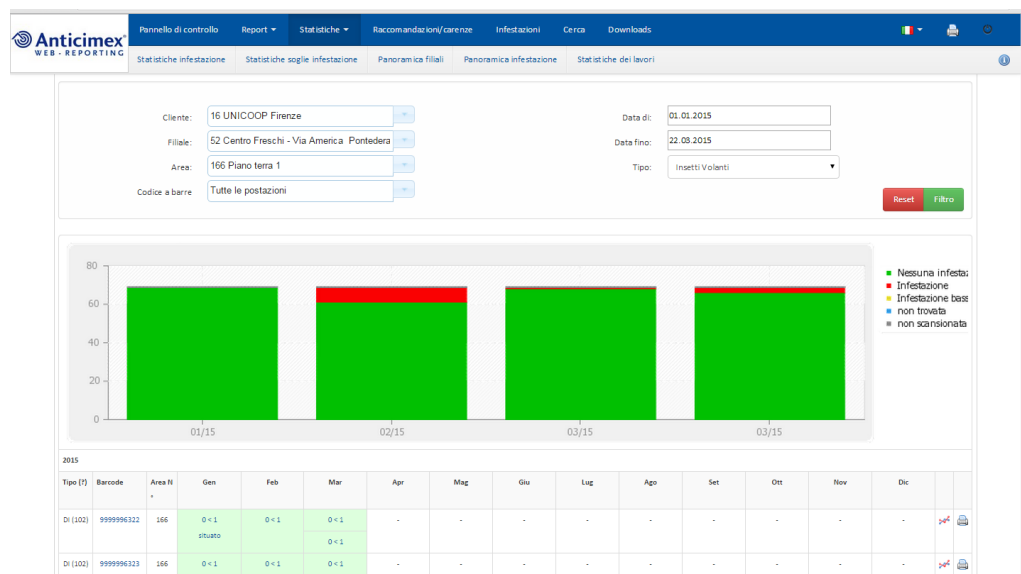 Anticimex
WEB - REPORTING
Pannello di controllo Report Statistiche Raccomandazioni/carenze Infestazioni Cerca Downloads
Statistiche infestazione Statistiche soglie infestazione Panoramica filiali Panoramica infestazione Statistiche dei lavori
Cliente: 16 UNICOOP Firenze Data di: 01.01.2015
Filiale: 52 Centro Freschi - Via America Pontedera Data fino: 22.03.2015
Area: 166 Piano terra 1 Tipo: Insetti Volanti
Codice a barre Tutte le postazioni
Reset Filtro
80
60
40
20
0
01/15 02/15 03/15 03/15
Nessuna infestaz
Infestazione
Infestazione bass
non trovata
non scansionata
2015
Tipo (?) Barcode Area N° Gen Feb Mar Apr Mag Giu Lug Ago Set Ott Nov Dic
DI (102) 9999996322 166 0 < 1 0 < 1 0 < 1 - - - - - - - - -
situato 0 < 1
DI (102) 9999996323 166 0 < 1 0 < 1 0 < 1 - - - - - - - - -